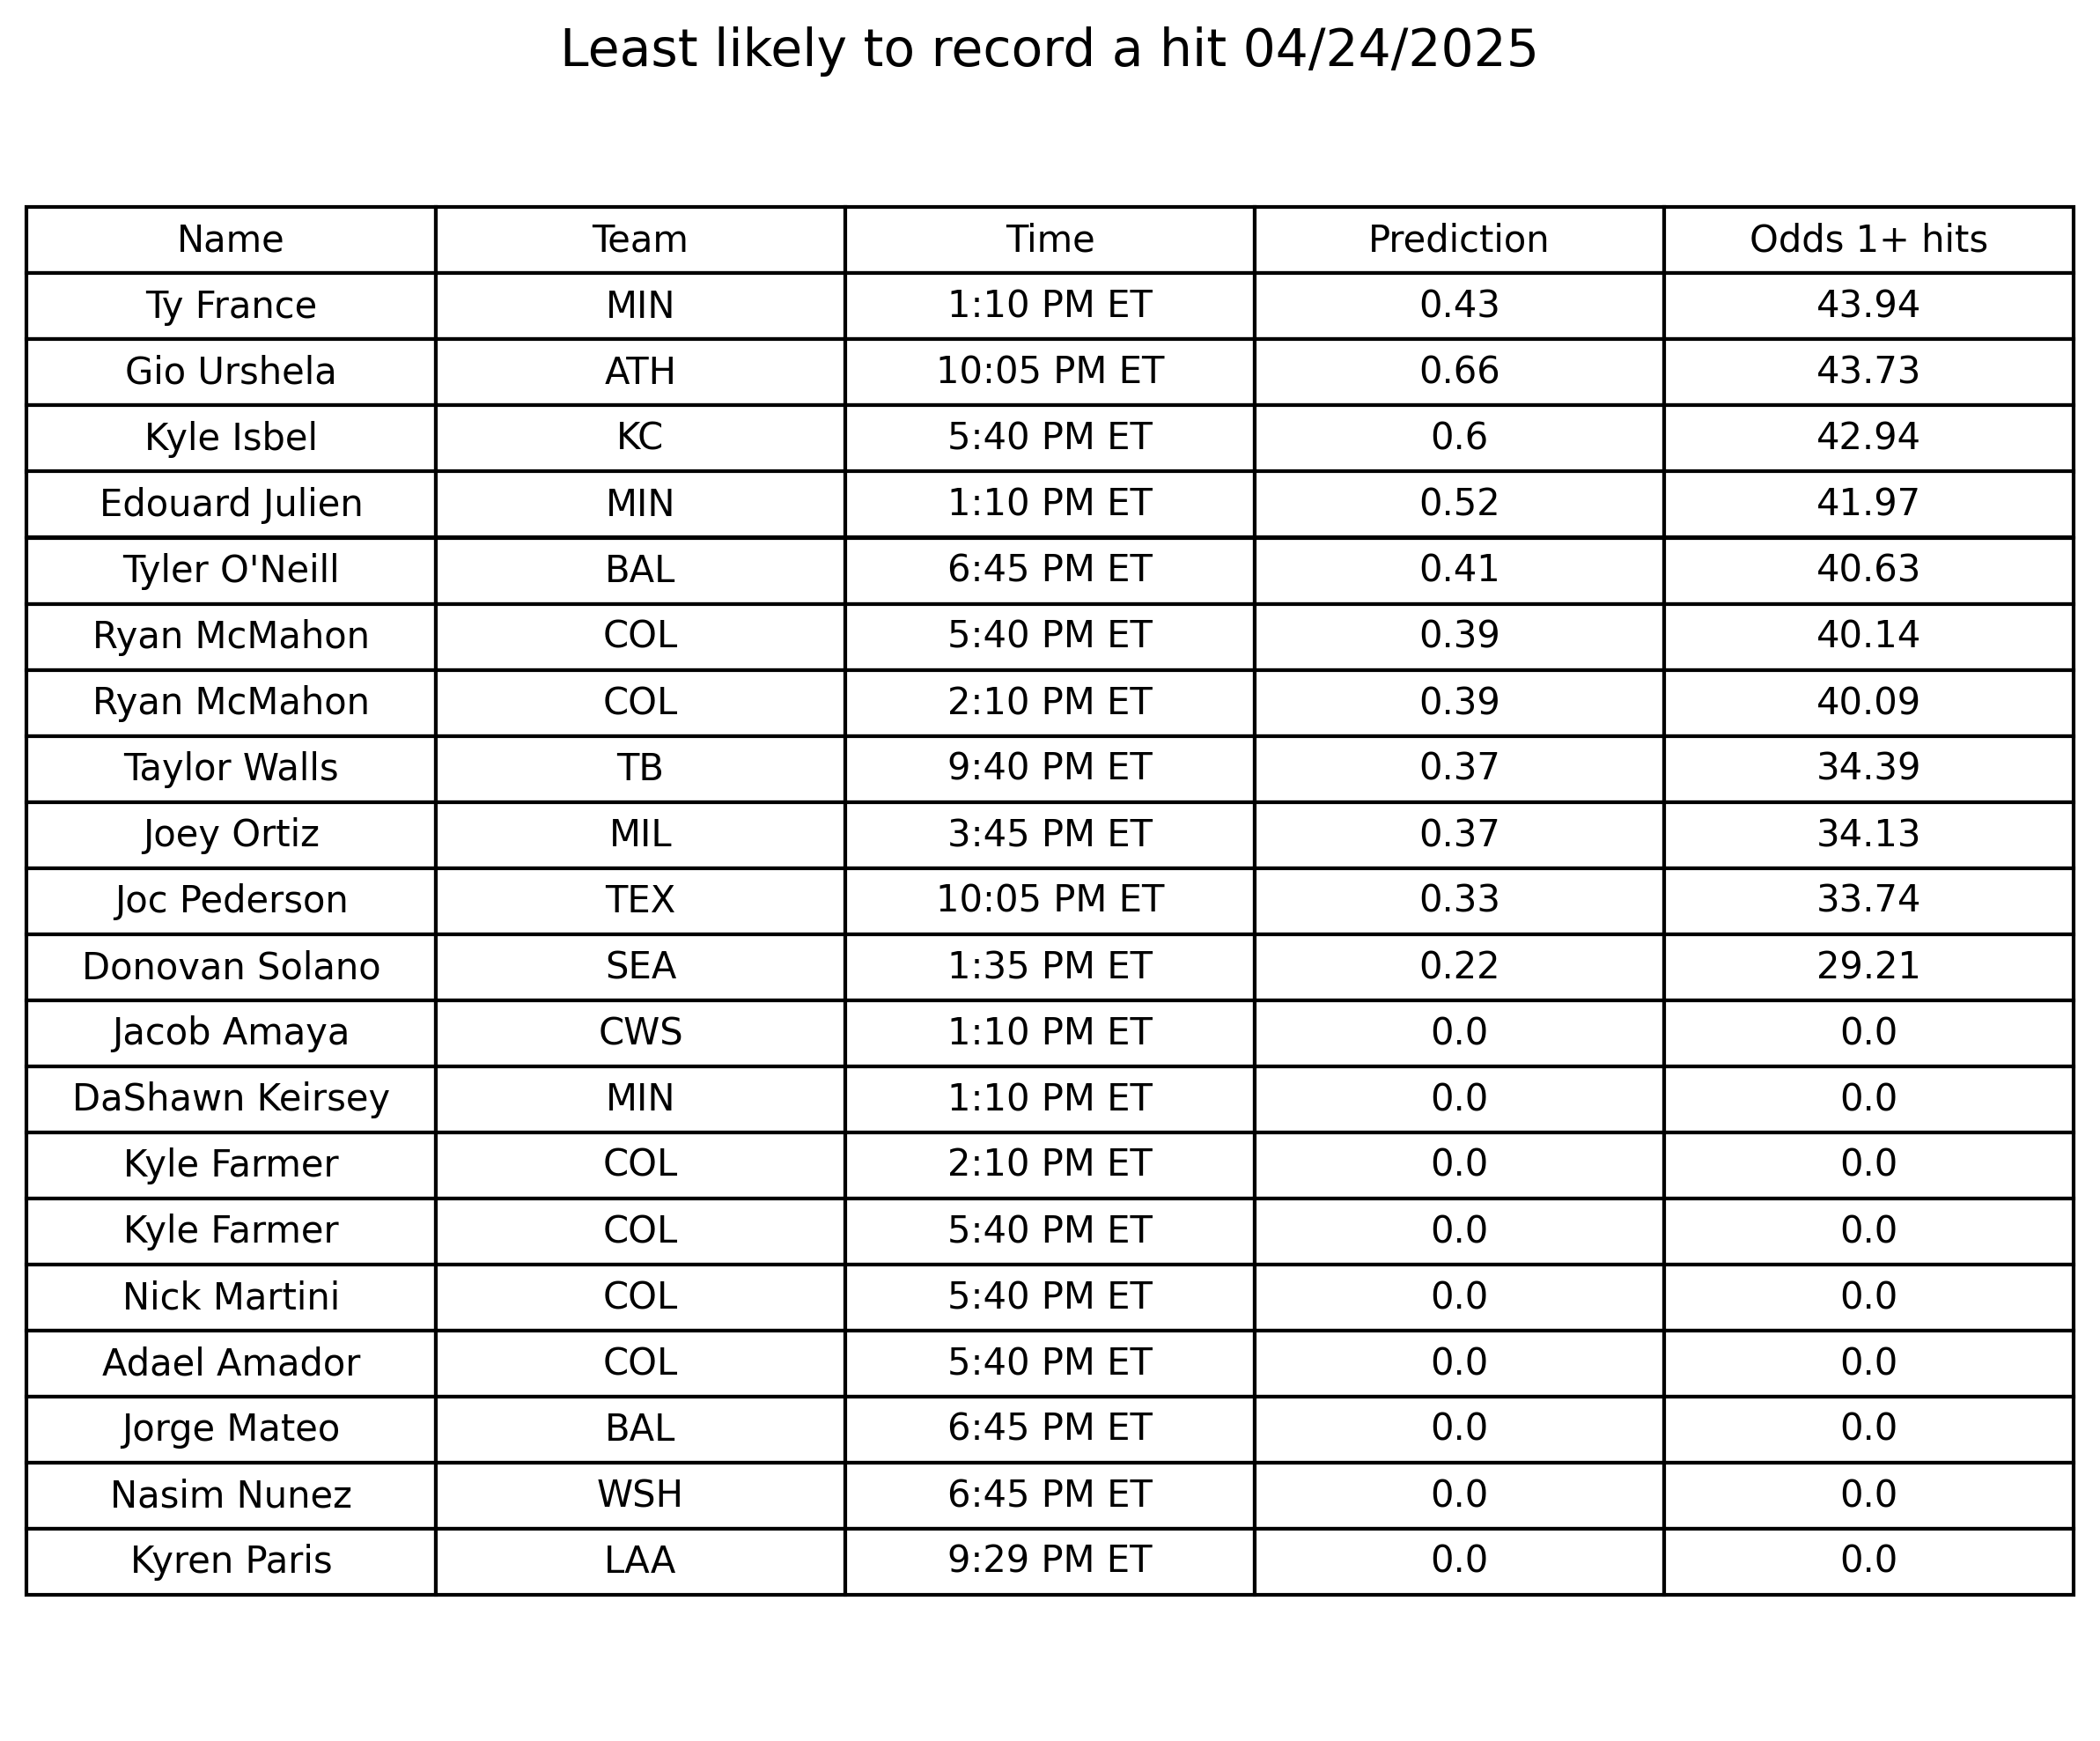 Least likely to record a hit 04/24/2025
Name Team Time Prediction Odds 1+ hits
Ty France MIN 1:10 PM ET 0.43 43.94
Gio Urshela ATH 10:05 PM ET 0.66 43.73
Kyle Isbel KC 5:40 PM ET 0.6 42.94
Edouard Julien MIN 1:10 PM ET 0.52 41.97
Tyler O'Neill BAL 6:45 PM ET 0.41 40.63
Ryan McMahon COL 5:40 PM ET 0.39 40.14
Ryan McMahon COL 2:10 PM ET 0.39 40.09
Taylor Walls TB 9:40 PM ET 0.37 34.39
Joey Ortiz MIL 3:45 PM ET 0.37 34.13
Joc Pederson TEX 10:05 PM ET 0.33 33.74
Donovan Solano SEA 1:35 PM ET 0.22 29.21
Jacob Amaya CWS 1:10 PM ET 0.0 0.0
DaShawn Keirsey MIN 1:10 PM ET 0.0 0.0
Kyle Farmer COL 2:10 PM ET 0.0 0.0
Kyle Farmer COL 5:40 PM ET 0.0 0.0
Nick Martini COL 5:40 PM ET 0.0 0.0
Adael Amador COL 5:40 PM ET 0.0 0.0
Jorge Mateo BAL 6:45 PM ET 0.0 0.0
Nasim Nunez WSH 6:45 PM ET 0.0 0.0
Kyren Paris LAA 9:29 PM ET 0.0 0.0